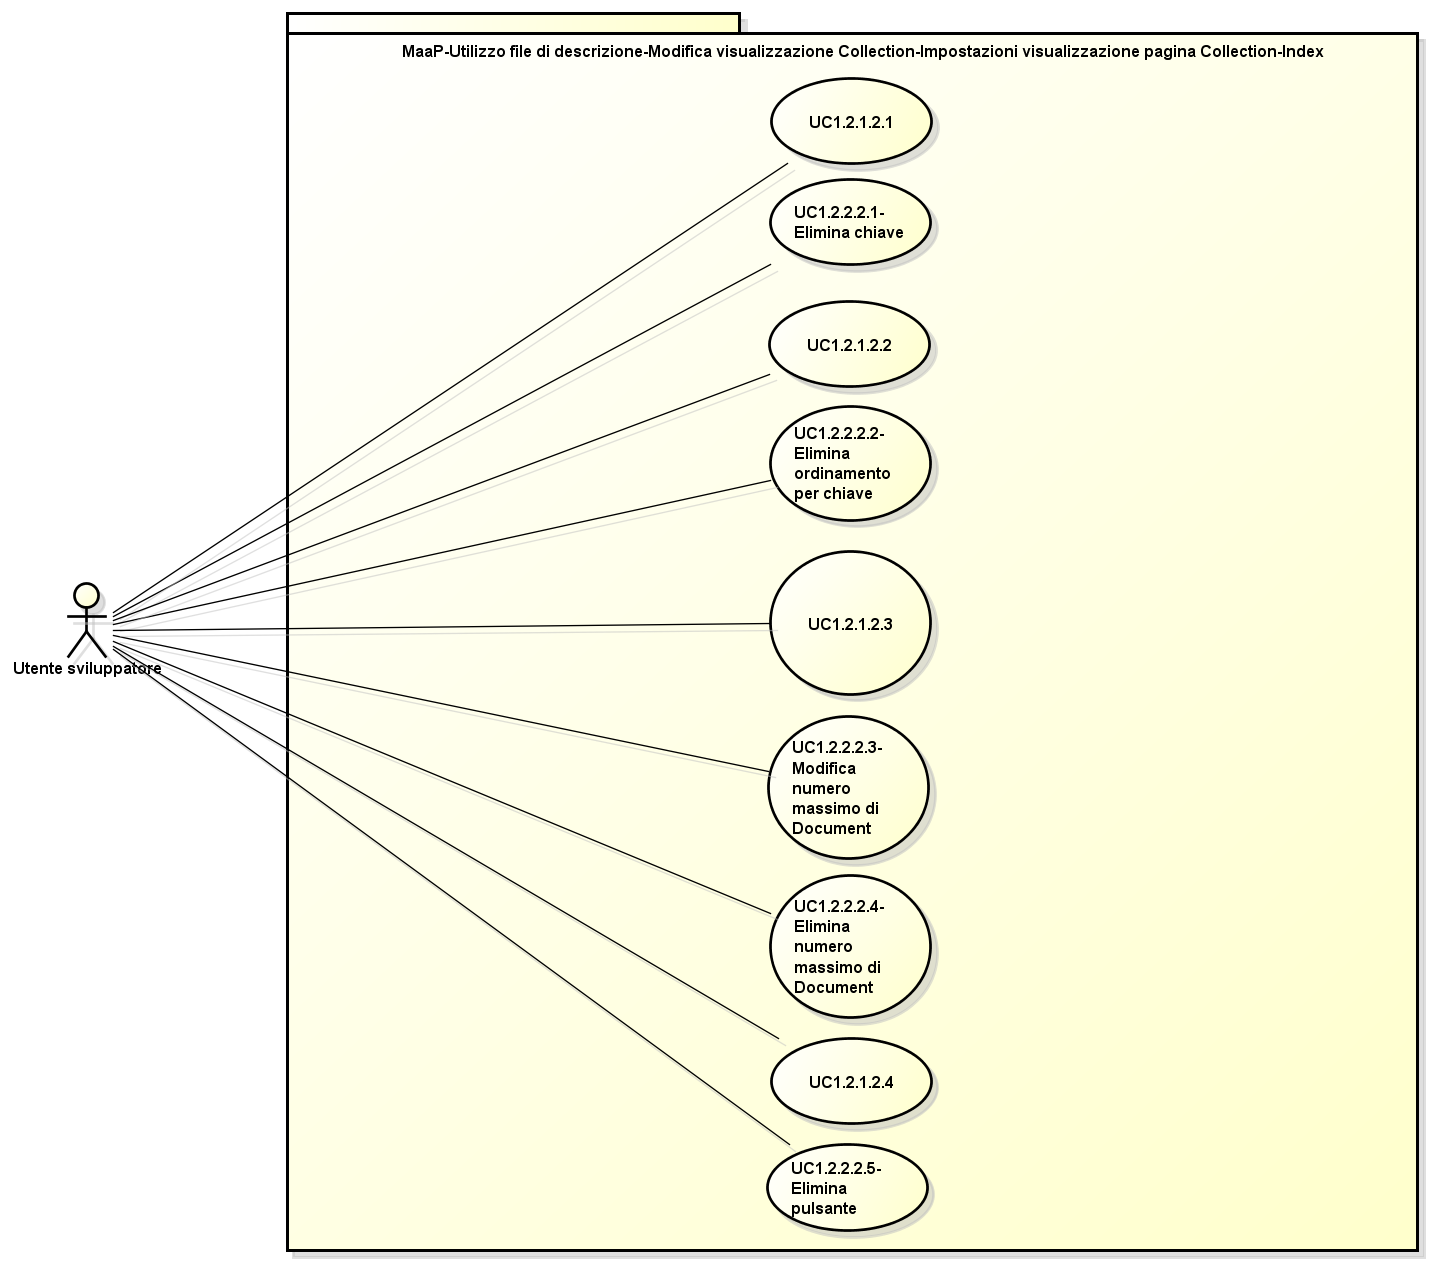 MaaP-Utilizzo file di descrizione-Modifica visualizzazione Collection-Impostazioni visualizzazione pagina Collection-Index
UC1.2.1.2.1
UC1.2.2.2.1-
Elimina chiave
UC1.2.1.2.2
UC1.2.2.2.2-
Elimina
ordinamento
per chiave
UC1.2.1.2.3
Utente sviluppatore
UC1.2.2.2.3-
Modifica
numero
massimo di
Document
UC1.2.2.2.4-
Elimina
numero
massimo di
Document
UC1.2.1.2.4
UC1.2.2.2.5-
Elimina
pulsante